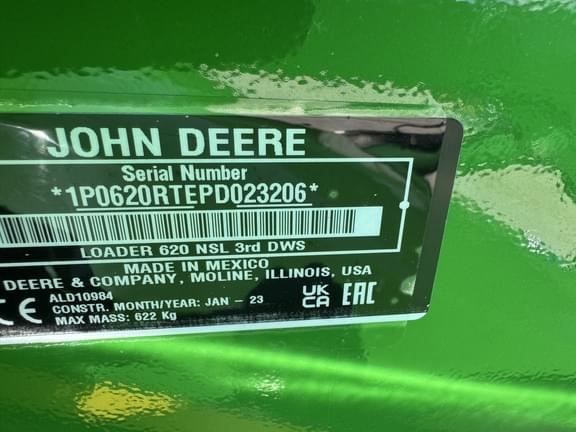 JOHN DEERE
Serial Number
*1P0620RTEPD023206*
LOADER 620 NSL 3rd DWS
MADE IN MEXICO
DEERE & COMPANY, MOLINE, ILLINOIS, USA
ALD10984
CE CONSTR. MONTH/YEAR: JAN - 23 UK CA EAC
MAX MASS: 622 Kg